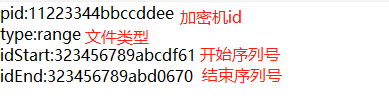 pid:11223344bbccddee 加密机id
type:range 文件类型
idStart:323456789abcdf61 开始序列号
idEnd:323456789abd0670 结束序列号